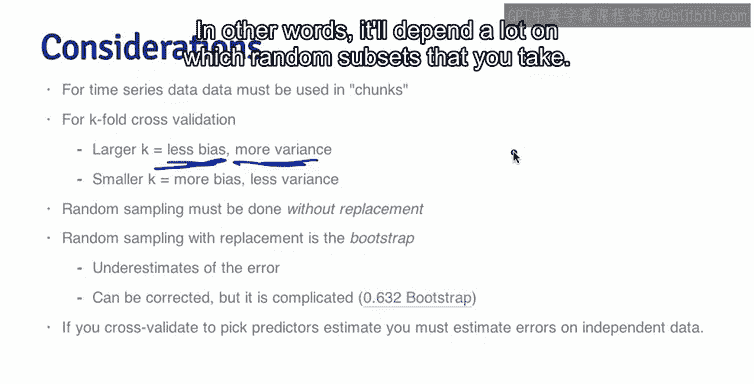 In other words, it'll depend a lot on
which random subsets that you take.
Considerations
· For time series data data must be used in "chunks"
· For k-fold cross validation
- Larger k = less bias, more variance
- Smaller k = more bias, less variance
· Random sampling must be done without replacement
· Random sampling with replacement is the bootstrap
- Underestimates of the error
- Can be corrected, but it is complicated (0.632 Bootstrap)
· If you cross-validate to pick predictors estimate you must estimate errors on independent data.